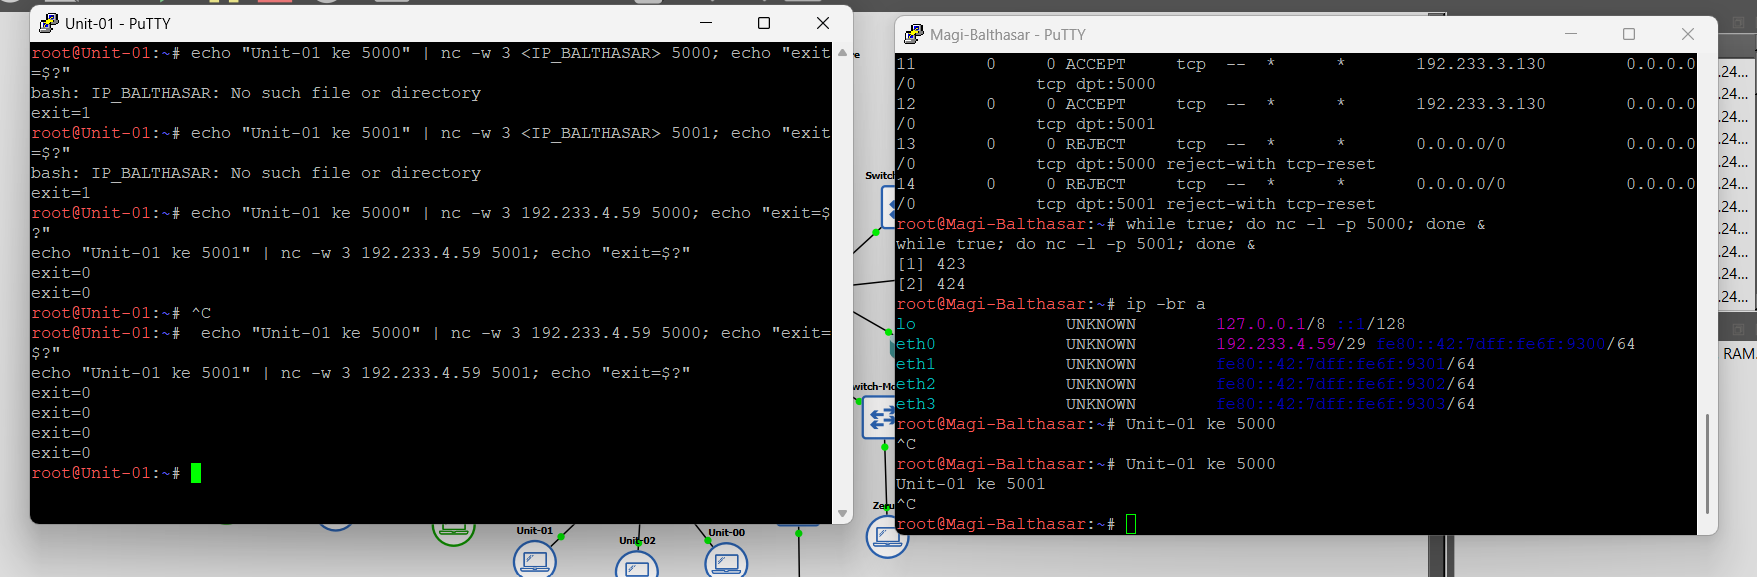 Unit-01 - PuTTY
root@Unit-01:~# echo "Unit-01 ke 5000" | nc -w 3 <IP_BALTHASAR> 5000; echo "exit
=$?"
bash: IP_BALTHASAR: No such file or directory
exit=1
root@Unit-01:~# echo "Unit-01 ke 5001" | nc -w 3 <IP_BALTHASAR> 5001; echo "exit
=$?"
bash: IP_BALTHASAR: No such file or directory
exit=1
root@Unit-01:~# echo "Unit-01 ke 5000" | nc -w 3 192.233.4.59 5000; echo "exit=$
?"
echo "Unit-01 ke 5001" | nc -w 3 192.233.4.59 5001; echo "exit=$?"
exit=0
exit=0
root@Unit-01:~# ^C
root@Unit-01:~#  echo "Unit-01 ke 5000" | nc -w 3 192.233.4.59 5000; echo "exit=
$?"
echo "Unit-01 ke 5001" | nc -w 3 192.233.4.59 5001; echo "exit=$?"
exit=0
exit=0
exit=0
exit=0
root@Unit-01:~#
Magi-Balthasar - PuTTY
11 0 0 ACCEPT tcp -- * * 192.233.3.130 0.0.0.0
/0 tcp dpt:5000
12 0 0 ACCEPT tcp -- * * 192.233.3.130 0.0.0.0
/0 tcp dpt:5001
13 0 0 REJECT tcp -- * * 0.0.0.0/0 0.0.0.0
/0 tcp dpt:5000 reject-with tcp-reset
14 0 0 REJECT tcp -- * * 0.0.0.0/0 0.0.0.0
/0 tcp dpt:5001 reject-with tcp-reset
root@Magi-Balthasar:~# while true; do nc -l -p 5000; done &
while true; do nc -l -p 5001; done &
[1] 423
[2] 424
root@Magi-Balthasar:~# ip -br a
lo UNKNOWN 127.0.0.1/8 ::1/128
eth0 UNKNOWN 192.233.4.59/29 fe80::42:7dff:fe6f:9300/64
eth1 UNKNOWN fe80::42:7dff:fe6f:9301/64
eth2 UNKNOWN fe80::42:7dff:fe6f:9302/64
eth3 UNKNOWN fe80::42:7dff:fe6f:9303/64
root@Magi-Balthasar:~# Unit-01 ke 5000
^C
root@Magi-Balthasar:~# Unit-01 ke 5000
Unit-01 ke 5001
^C
root@Magi-Balthasar:~#
Switch
Unit-01
Unit-02
Unit-00
.24...
.24...
.24...
.24...
.24...
.24...
.24...
.24...
.24...
.24...
.24...
RAM